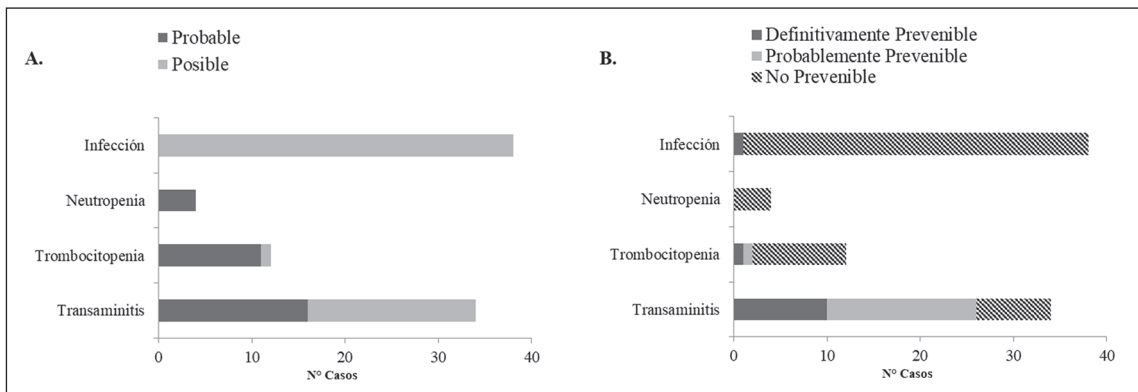 A.
Probable
Posible
Infección
Neutropenia
Trombocitopenia
Transaminitis
0 10 20 30 40
N° Casos
B.
Definitivamente Prevenible
Probablemente Prevenible
No Prevenible
Infección
Neutropenia
Trombocitopenia
Transaminitis
0 10 20 30 40
N° Casos